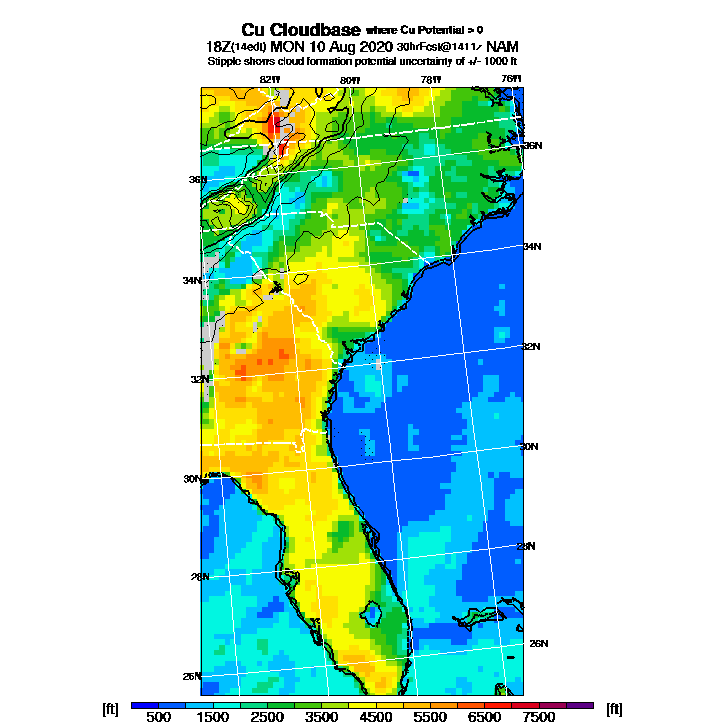 Cu Cloudbase where Cu Potential > 0
18Z(14edt) MON 10 Aug 2020 30hrFcst@1411z NAM
Stipple shows cloud formation potential uncertainty of +/- 1000 ft
82W 80W 78W 76W
36N 36N
34N 34N
32N 32N
30N 30N
28N 28N
26N 26N
[ft] 500 1500 2500 3500 4500 5500 6500 7500 [ft]